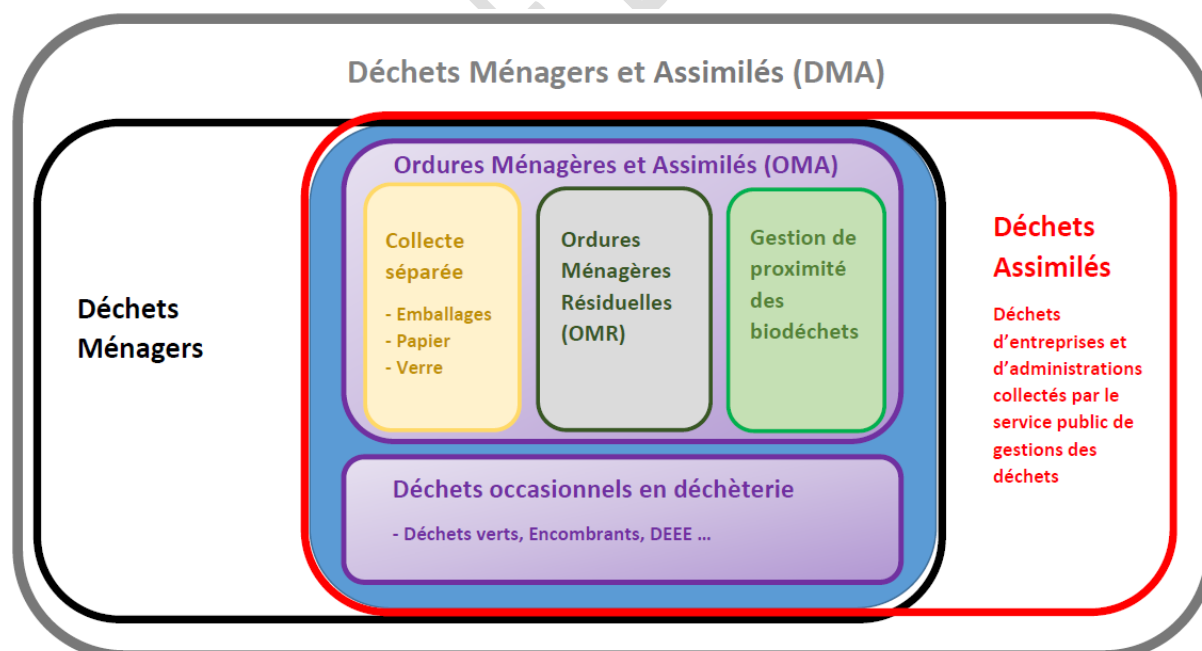 Déchets Ménagers et Assimilés (DMA)
Déchets
Ménagers
Ordures Ménagères et Assimilés (OMA)
Collecte
séparée
- Emballages
- Papier
- Verre
Ordures
Ménagères
Résiduelles
(OMR)
Gestion de
proximité
des
biodéchets
Déchets occasionnels en déchèterie
- Déchets verts, Encombrants, DEEE ...
Déchets
Assimilés
Déchets
d'entreprises et
d'administrations
collectés par le
service public de
gestions des
déchets